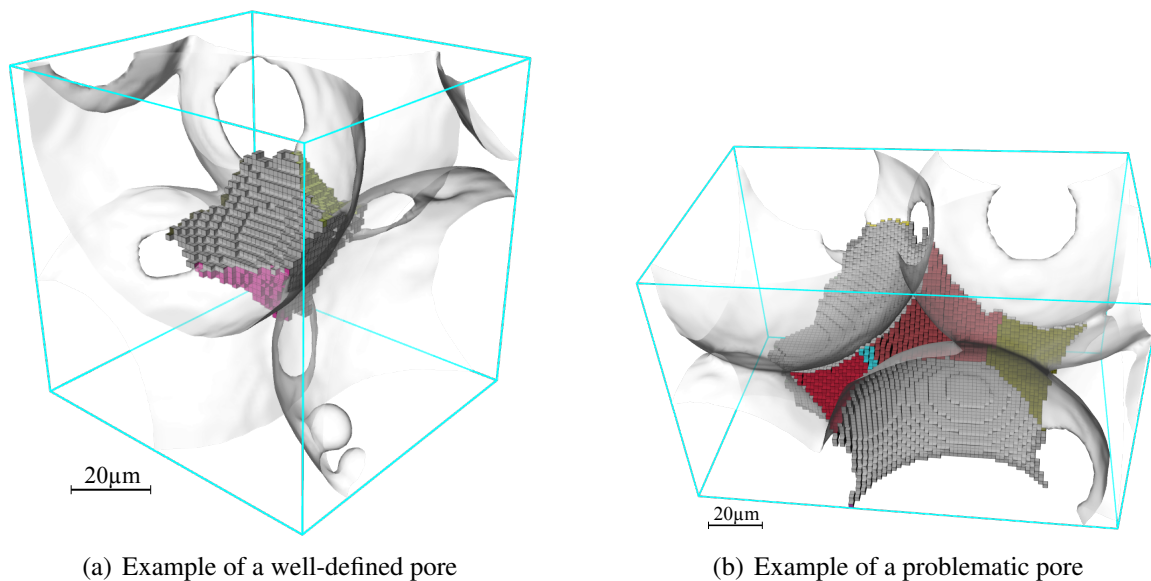 20µm
20µm
(a) Example of a well-defined pore
(b) Example of a problematic pore